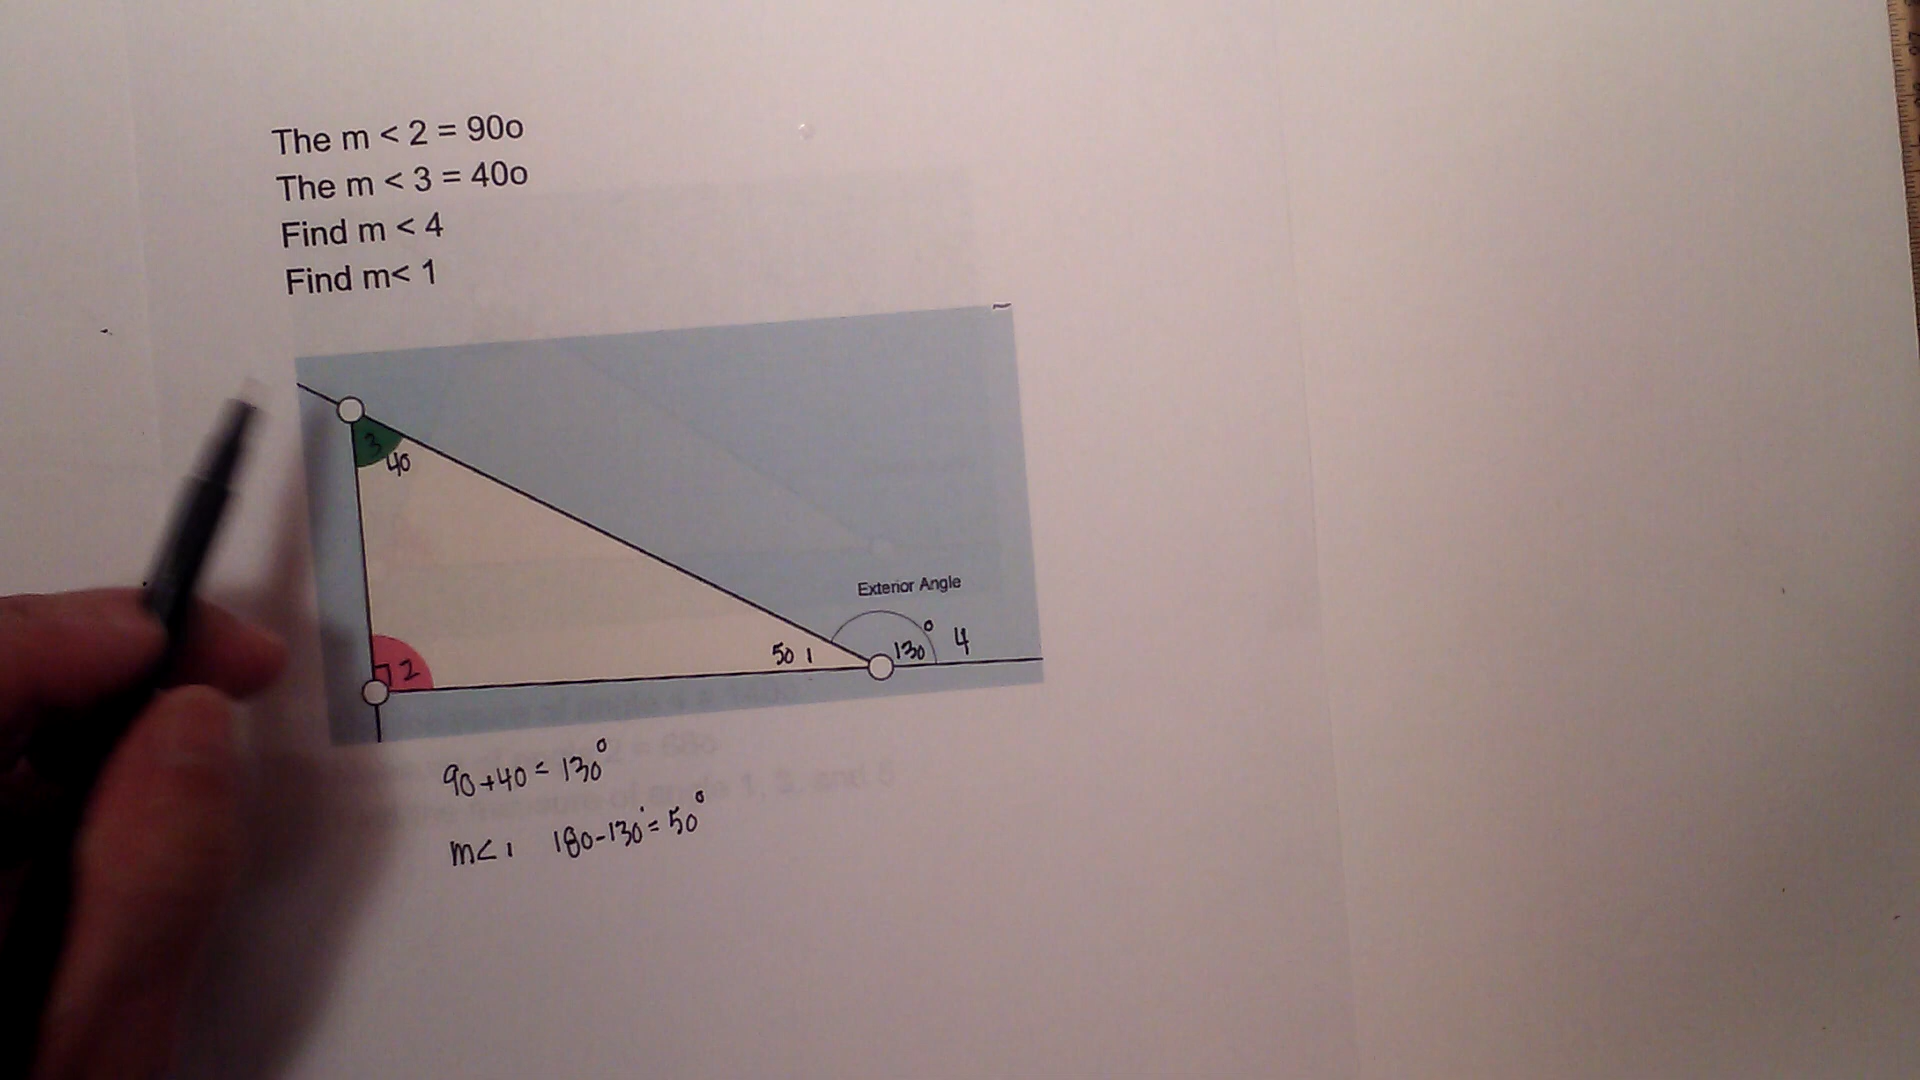 The m < 2 = 90o
The m < 3 = 40o
Find m < 4
Find m< 1
3
40
Exterior Angle
2
50 1
130° 4
90+40 = 130°
m< 1 180-130° = 50°